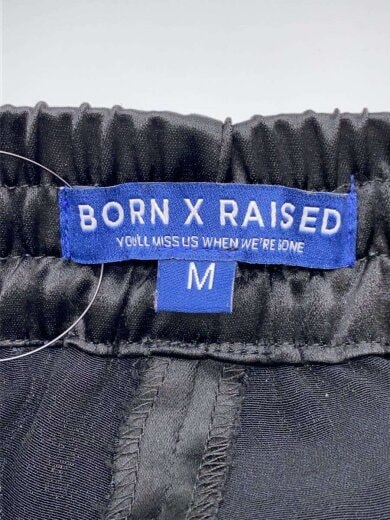 BORN X RAISED
YOU'LL MISS US WHEN WE'RE GONE
M